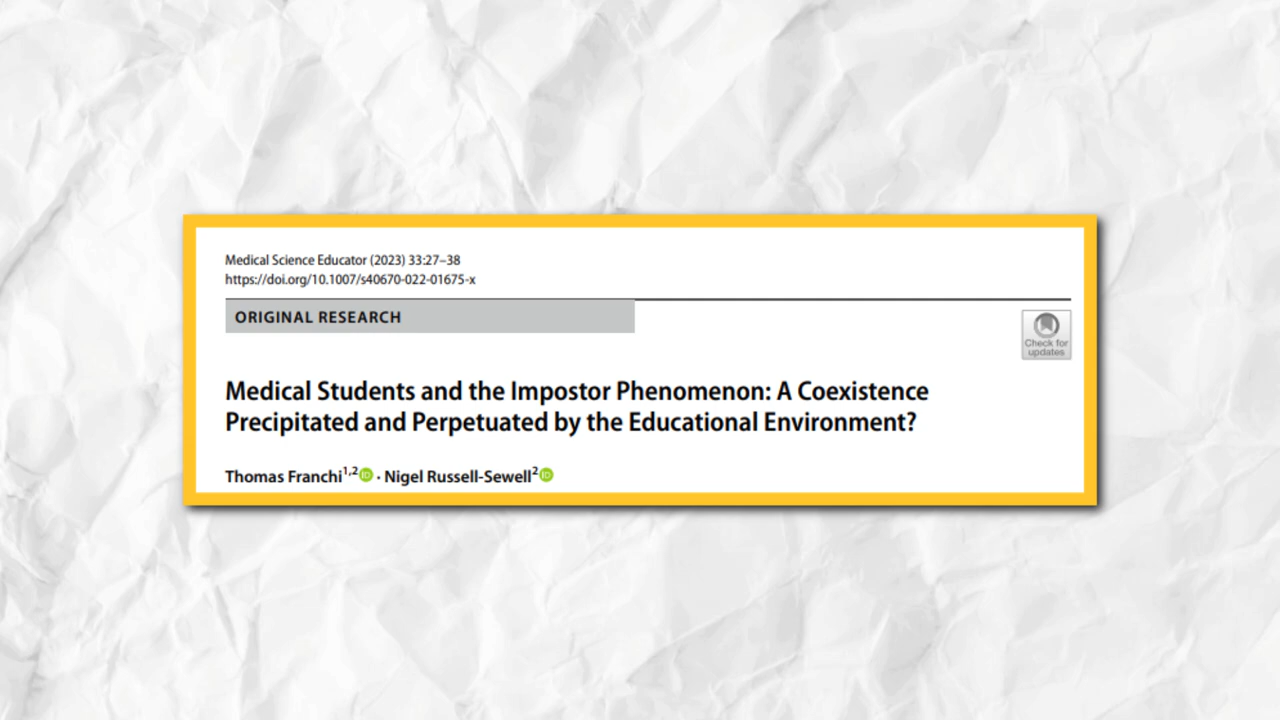 Medical Science Educator (2023) 33:27–38
https://doi.org/10.1007/s40670-022-01675-x
ORIGINAL RESEARCH
Check for
updates
Medical Students and the Impostor Phenomenon: A Coexistence
Precipitated and Perpetuated by the Educational Environment?
Thomas Franchi1,2 iD · Nigel Russell-Sewell2 iD